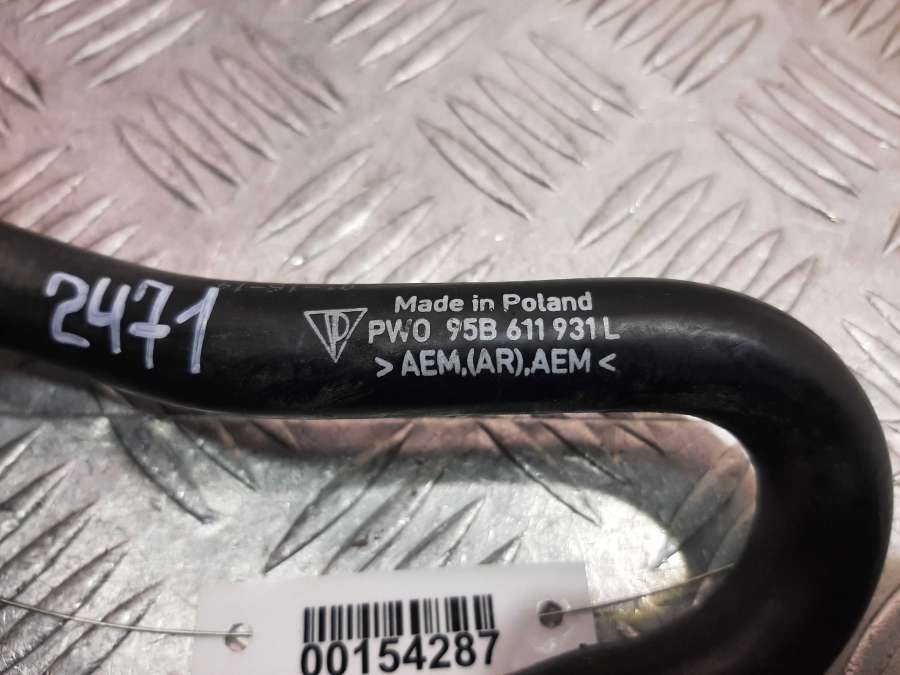 2471
Made in Poland
PWO 95B 611 931 L
>AEM,(AR),AEM<
00154287